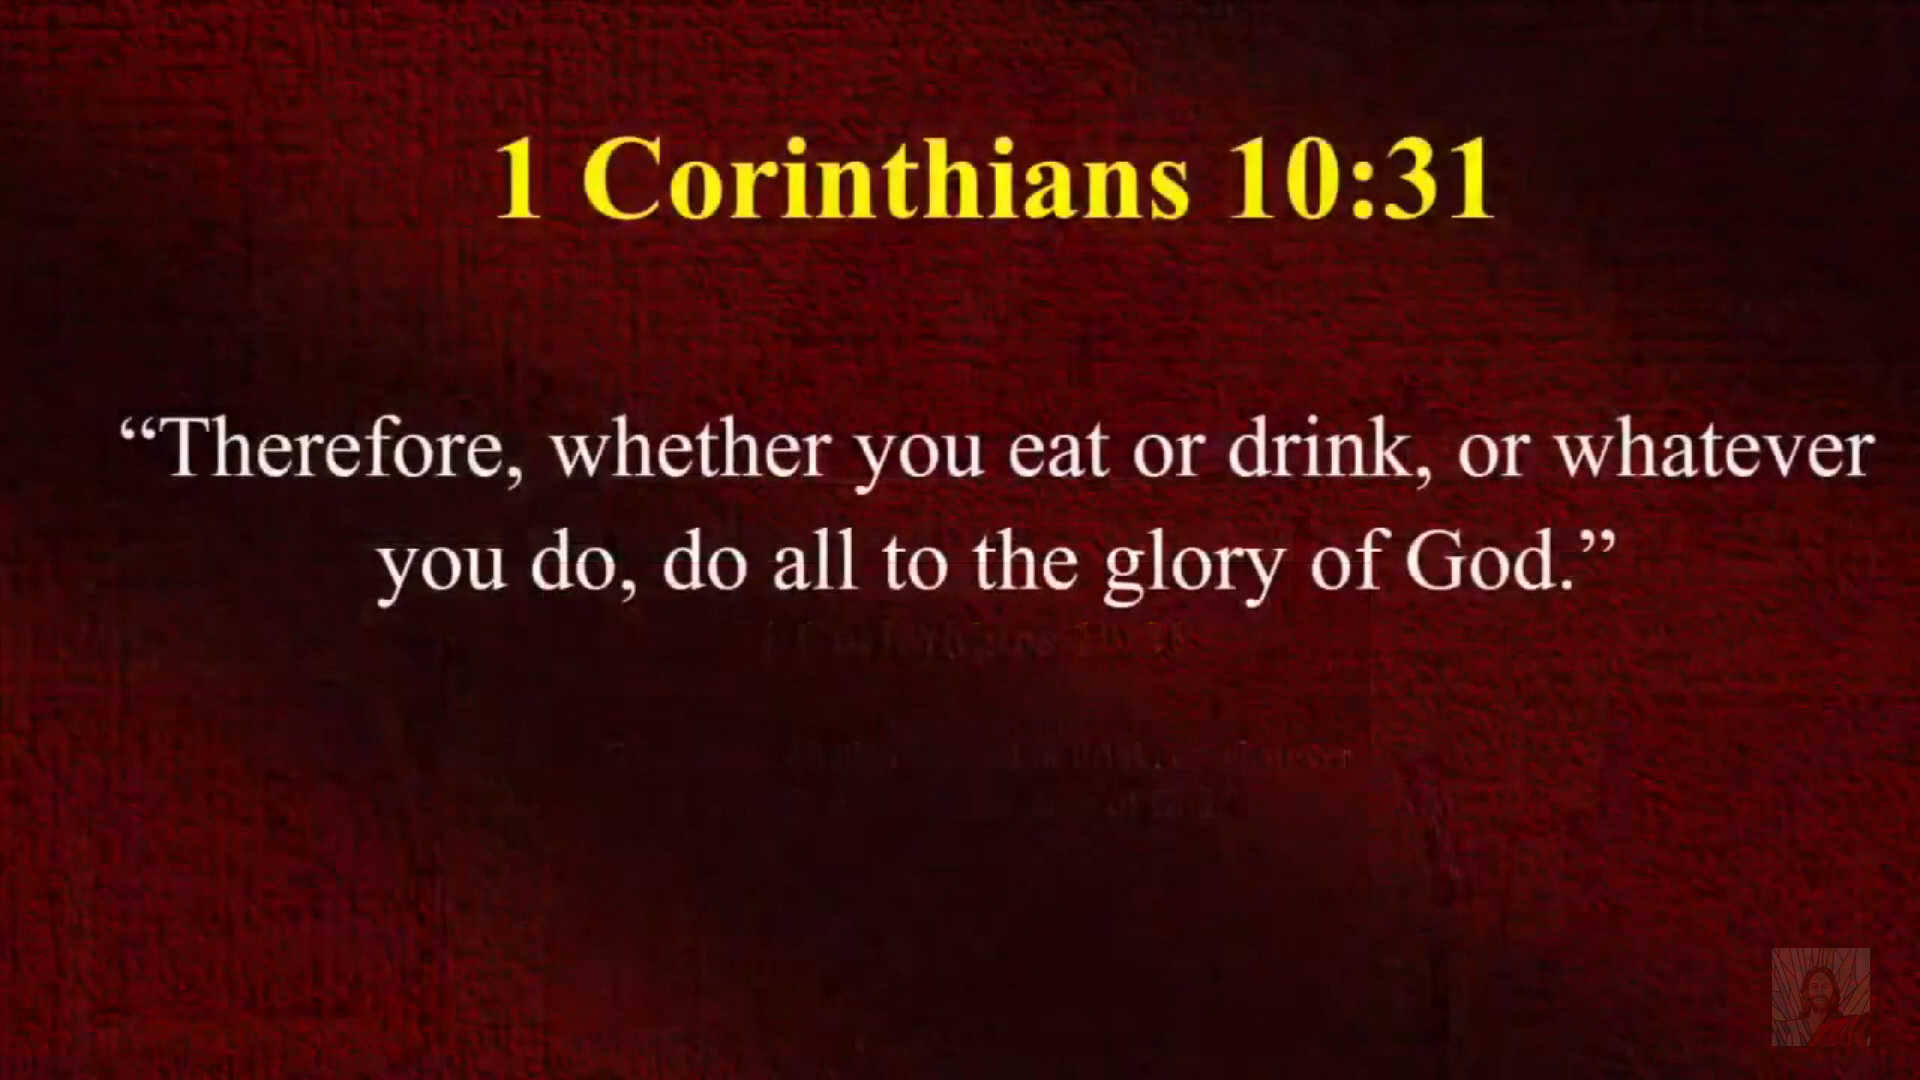 1 Corinthians 10:31
“Therefore, whether you eat or drink, or whatever
you do, do all to the glory of God.”